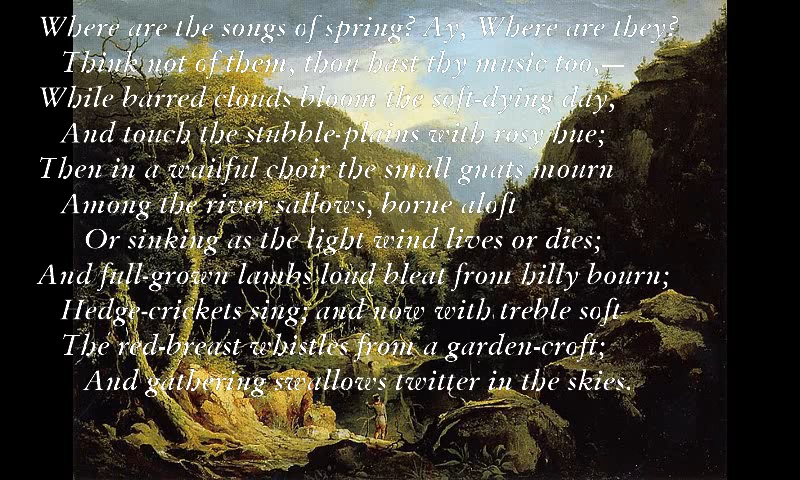 Where are the songs of spring? Ay, Where are they?
Think not of them, thou hast thy music too,—
While barred clouds bloom the soft-dying day,
And touch the stubble-plains with rosy hue;
Then in a wailful choir the small gnats mourn
Among the river sallows, borne aloft
Or sinking as the light wind lives or dies;
And full-grown lambs loud bleat from hilly bourn;
Hedge-crickets sing; and now with treble soft
The red-breast whistles from a garden-croft;
And gathering swallows twitter in the skies.